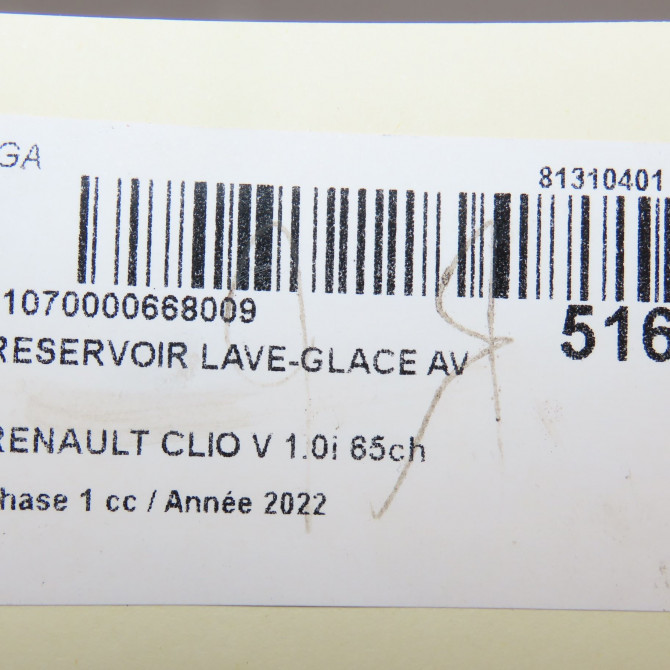 GA
81310401
1070000668009
516
RESERVOIR LAVE-GLACE AV
RENAULT CLIO V 1.0i 65ch
hase 1 cc / Année 2022